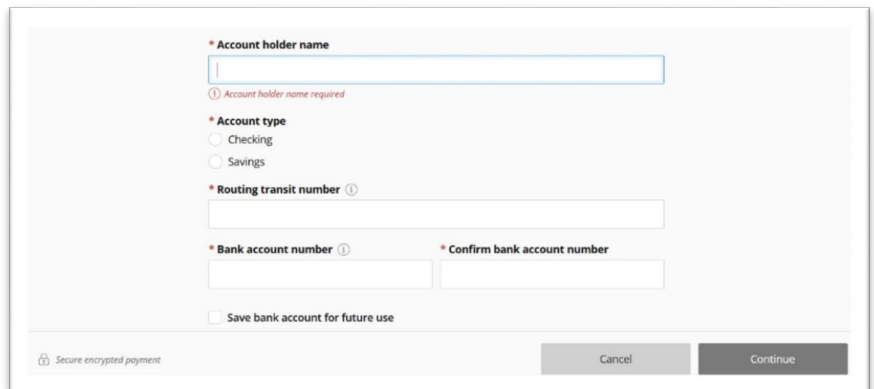 * Account holder name
Account holder name required
* Account type
Checking
Savings
* Routing transit number
* Bank account number * Confirm bank account number
Save bank account for future use
Secure encrypted payment Cancel Continue